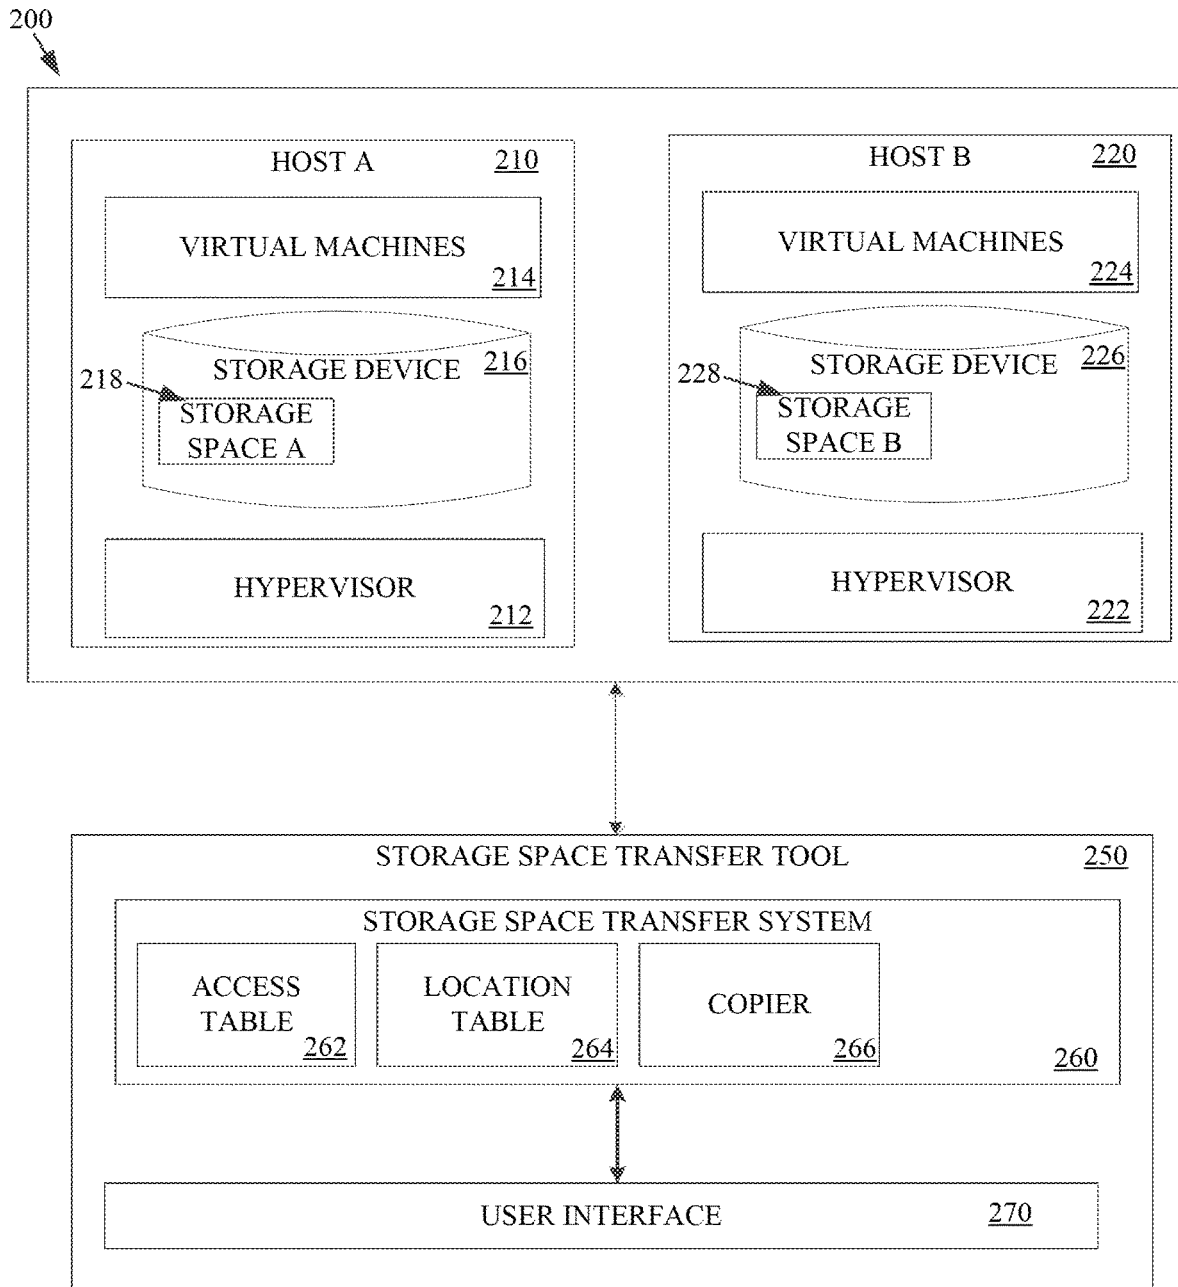 200
HOST A 210
VIRTUAL MACHINES
214
STORAGE DEVICE 216
218
STORAGE
SPACE A
HYPERVISOR
212
HOST B 220
VIRTUAL MACHINES
224
STORAGE DEVICE 226
228
STORAGE
SPACE B
HYPERVISOR
222
STORAGE SPACE TRANSFER TOOL 250
STORAGE SPACE TRANSFER SYSTEM
ACCESS
TABLE
262
LOCATION
TABLE
264
COPIER
266
260
USER INTERFACE 270